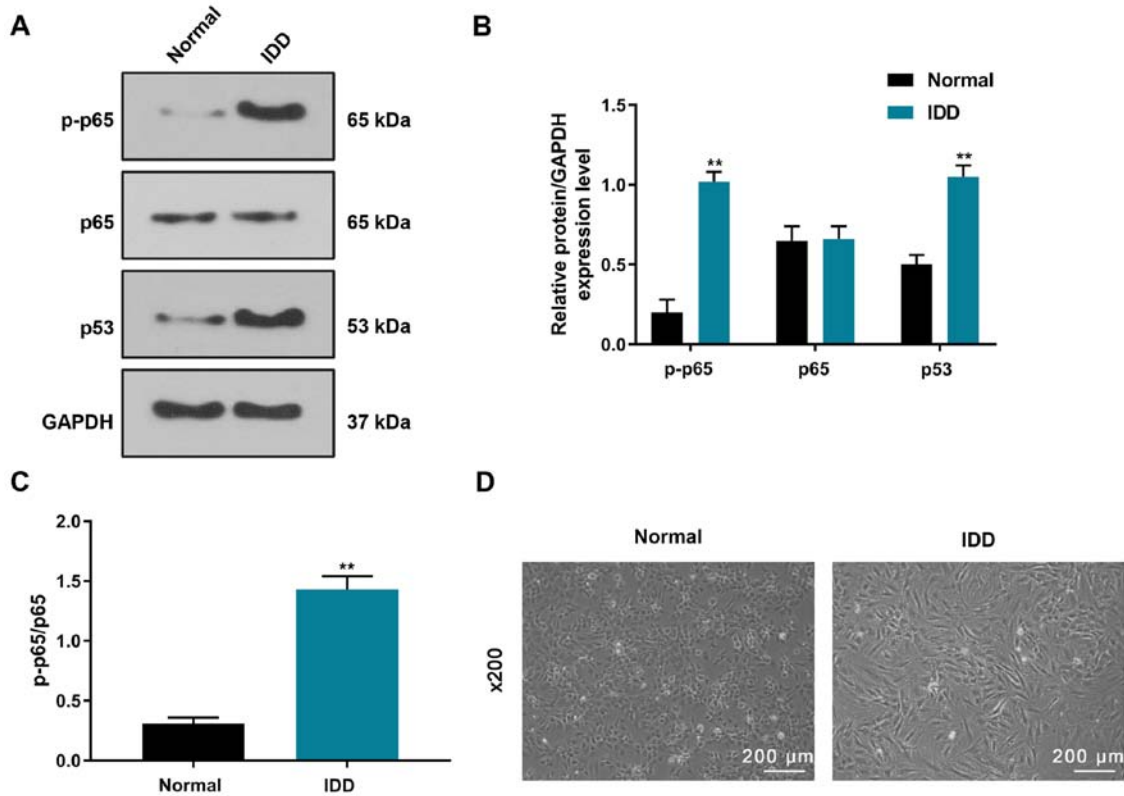 A
Normal
IDD
p-p65
65 kDa
p65
65 kDa
p53
53 kDa
GAPDH
37 kDa
B
Normal
IDD
Relative protein/GAPDH
expression level
1.5
1.0
0.5
0.0
**
**
p-p65
p65
p53
C
p-p65/p65
2.0
1.5
1.0
0.5
0.0
**
Normal
IDD
D
Normal
IDD
x200
200 µm
200 µm